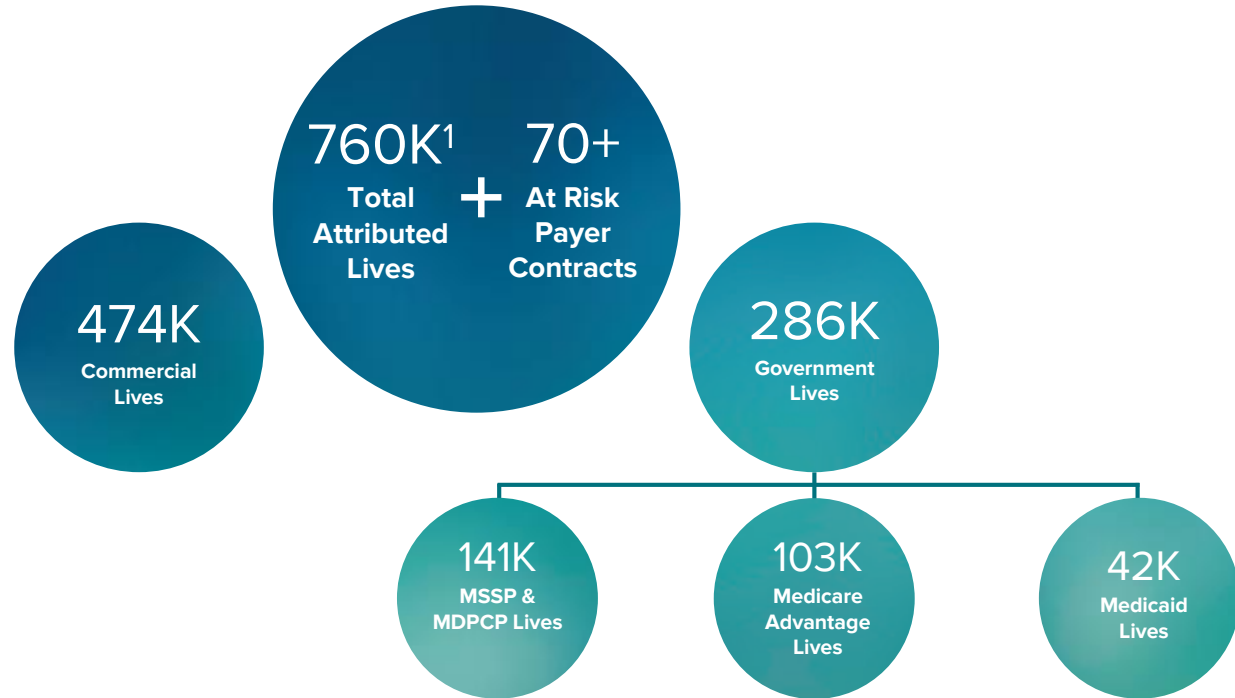 760K¹
Total
Attributed
Lives
+
70+
At Risk
Payer
Contracts
474K
Commercial
Lives
286K
Government
Lives
141K
MSSP &
MDPCP Lives
103K
Medicare
Advantage
Lives
42K
Medicaid
Lives